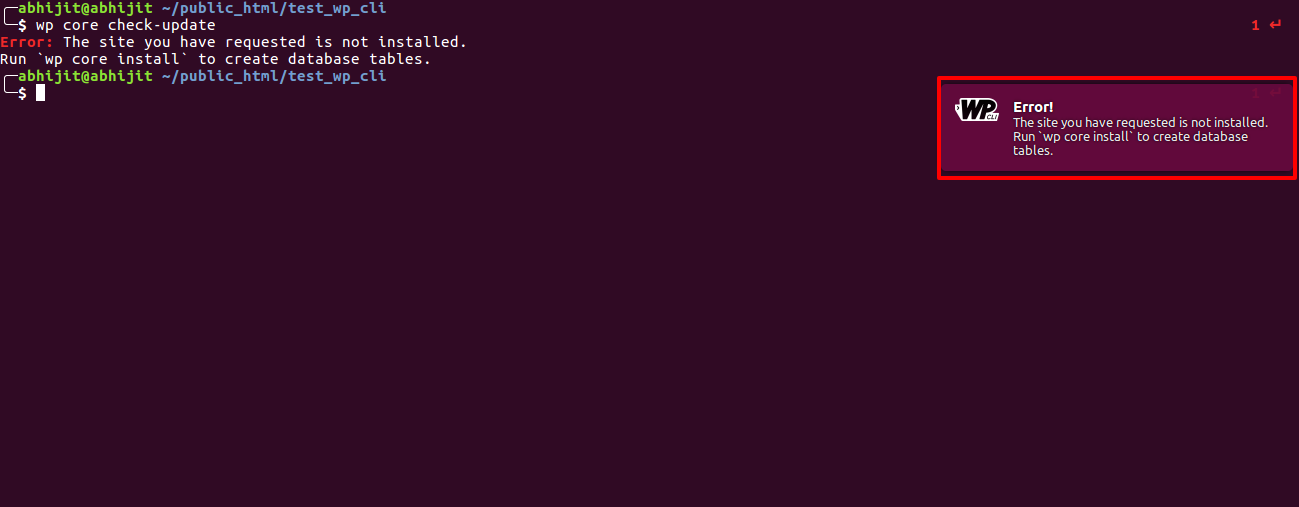 abhijit@abhijit ~/public_html/test_wp_cli
$ wp core check-update
1 ↵
Error: The site you have requested is not installed.
Run `wp core install` to create database tables.
abhijit@abhijit ~/public_html/test_wp_cli
$
1 ↵
WP CLI
Error!
The site you have requested is not installed.
Run `wp core install` to create database
tables.